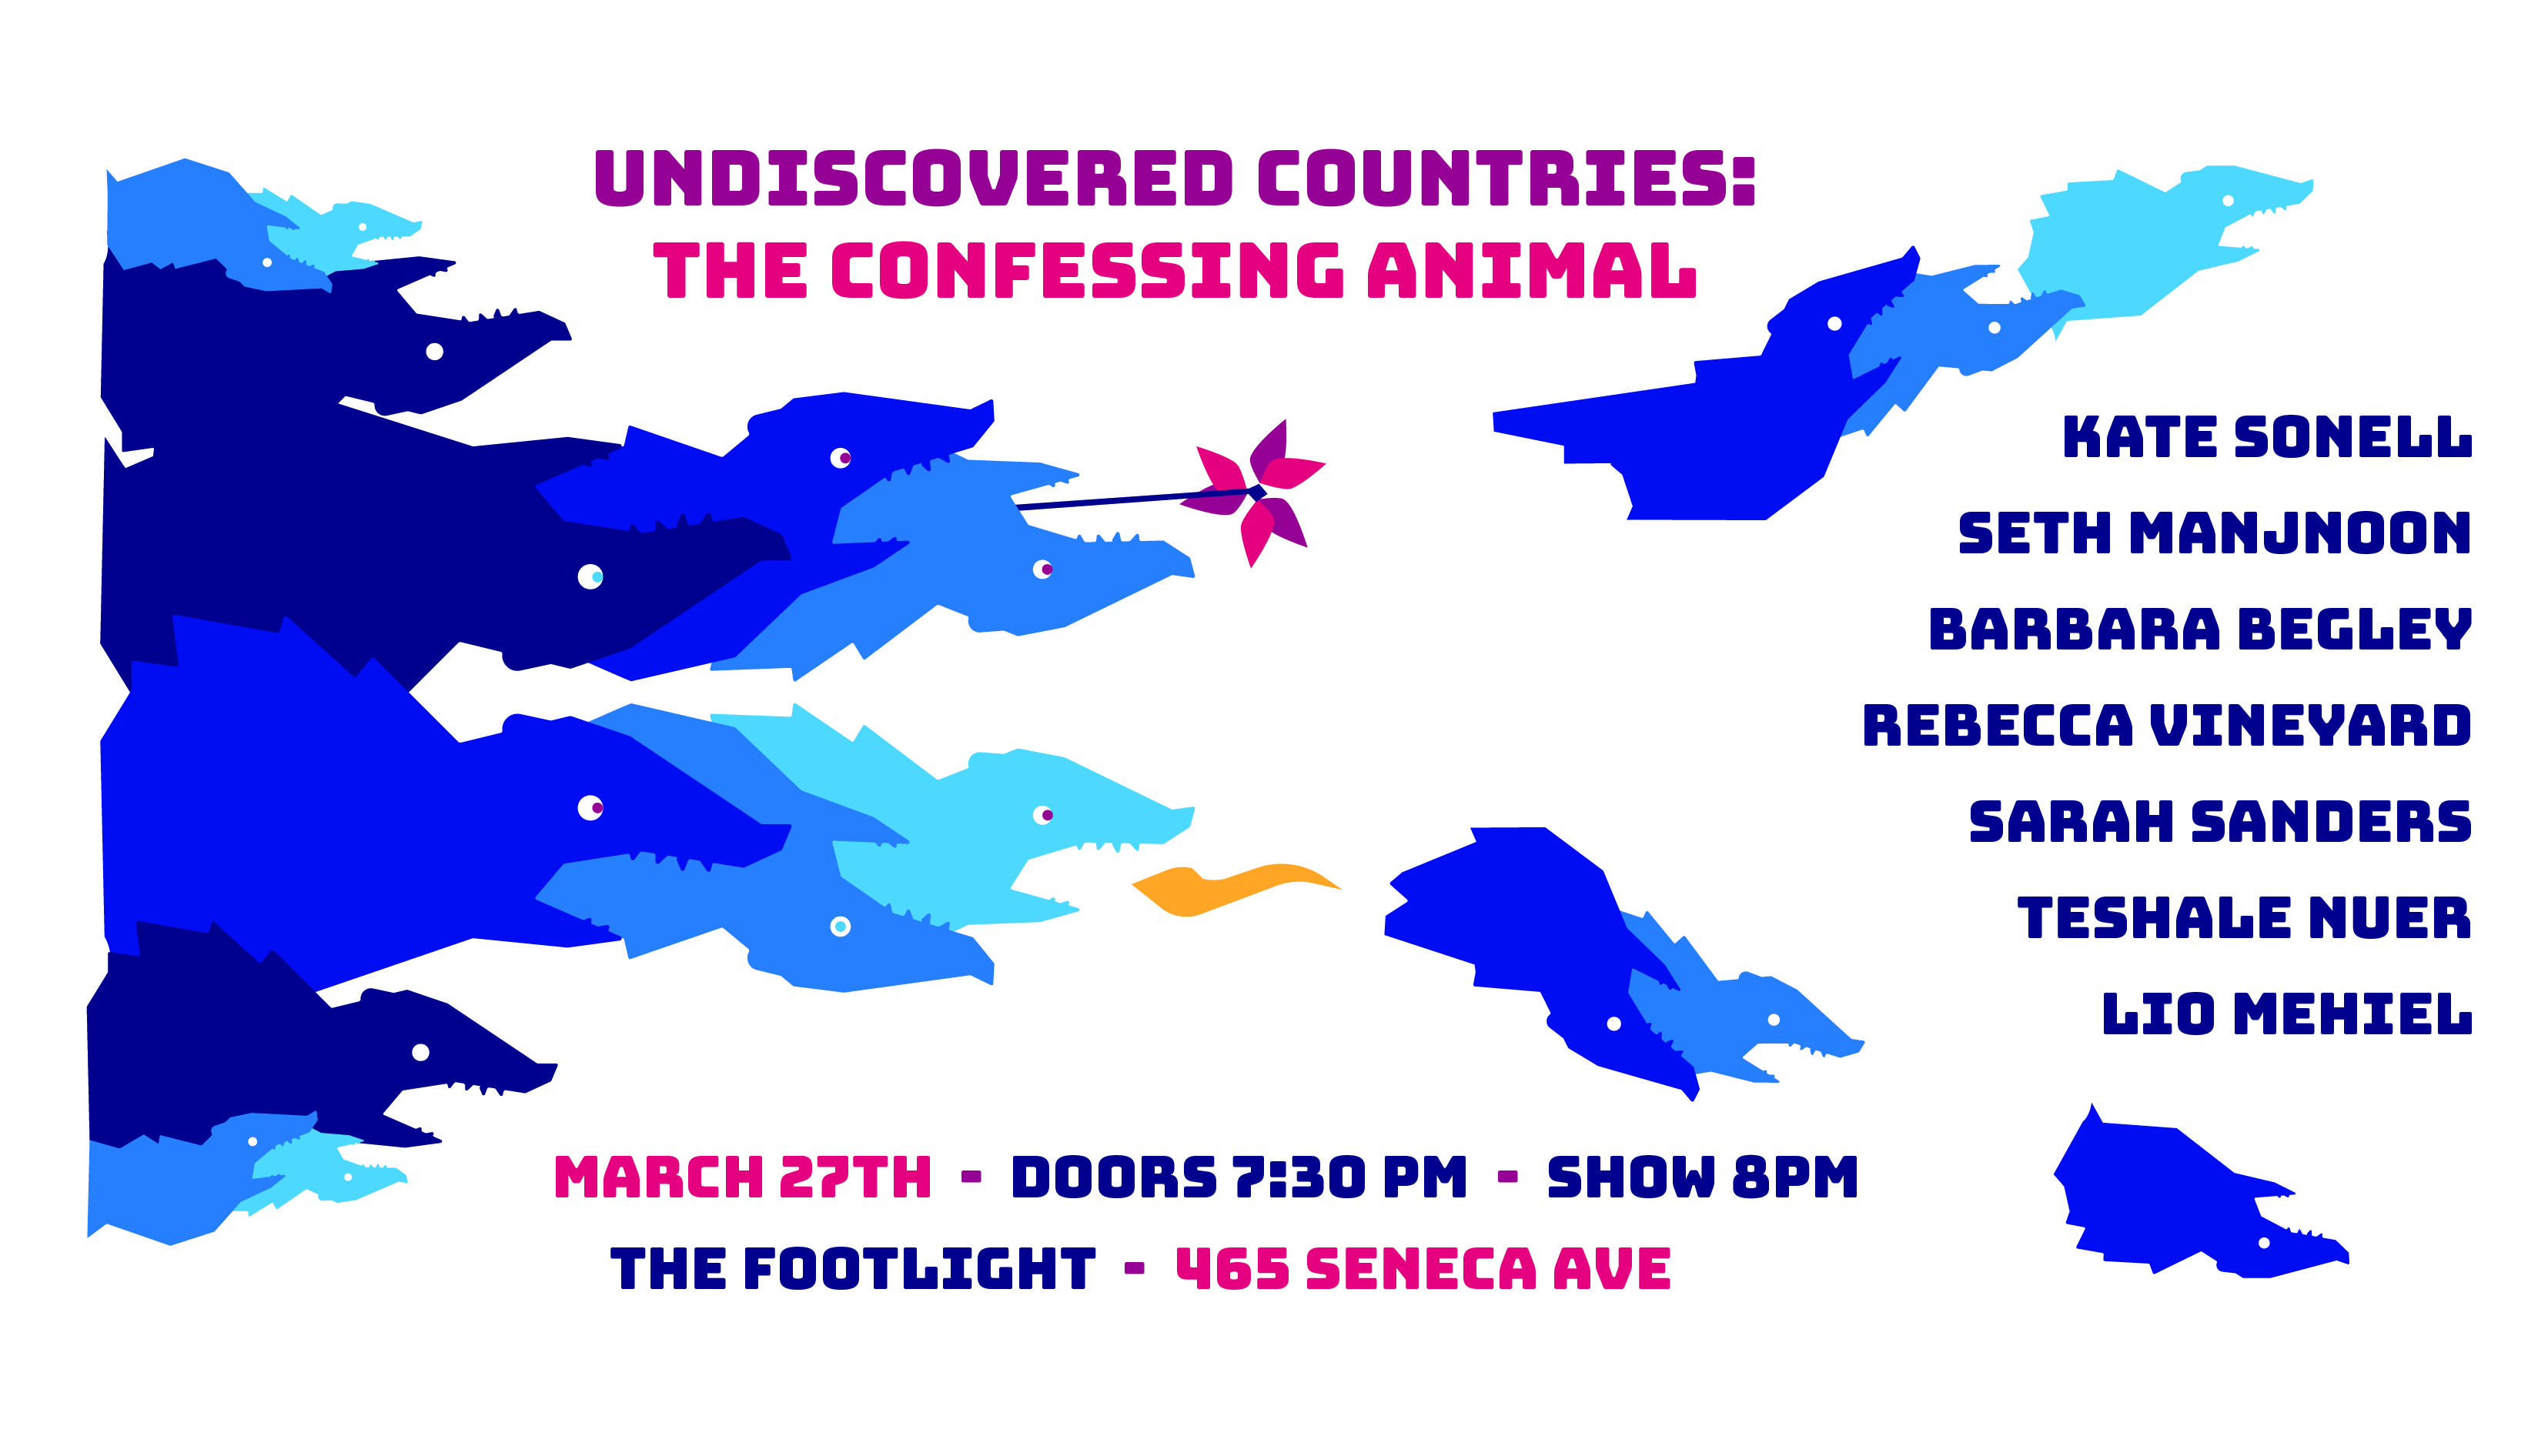 UNDISCOVERED COUNTRIES:
THE CONFESSING ANIMAL
KATE SONELL
SETH MANJNOON
BARBARA BEGLEY
REBECCA VINEYARD
SARAH SANDERS
TESHALE NUER
LIO MEHIEL
MARCH 27TH - DOORS 7:30 PM - SHOW 8PM
THE FOOTLIGHT - 465 SENECA AVE